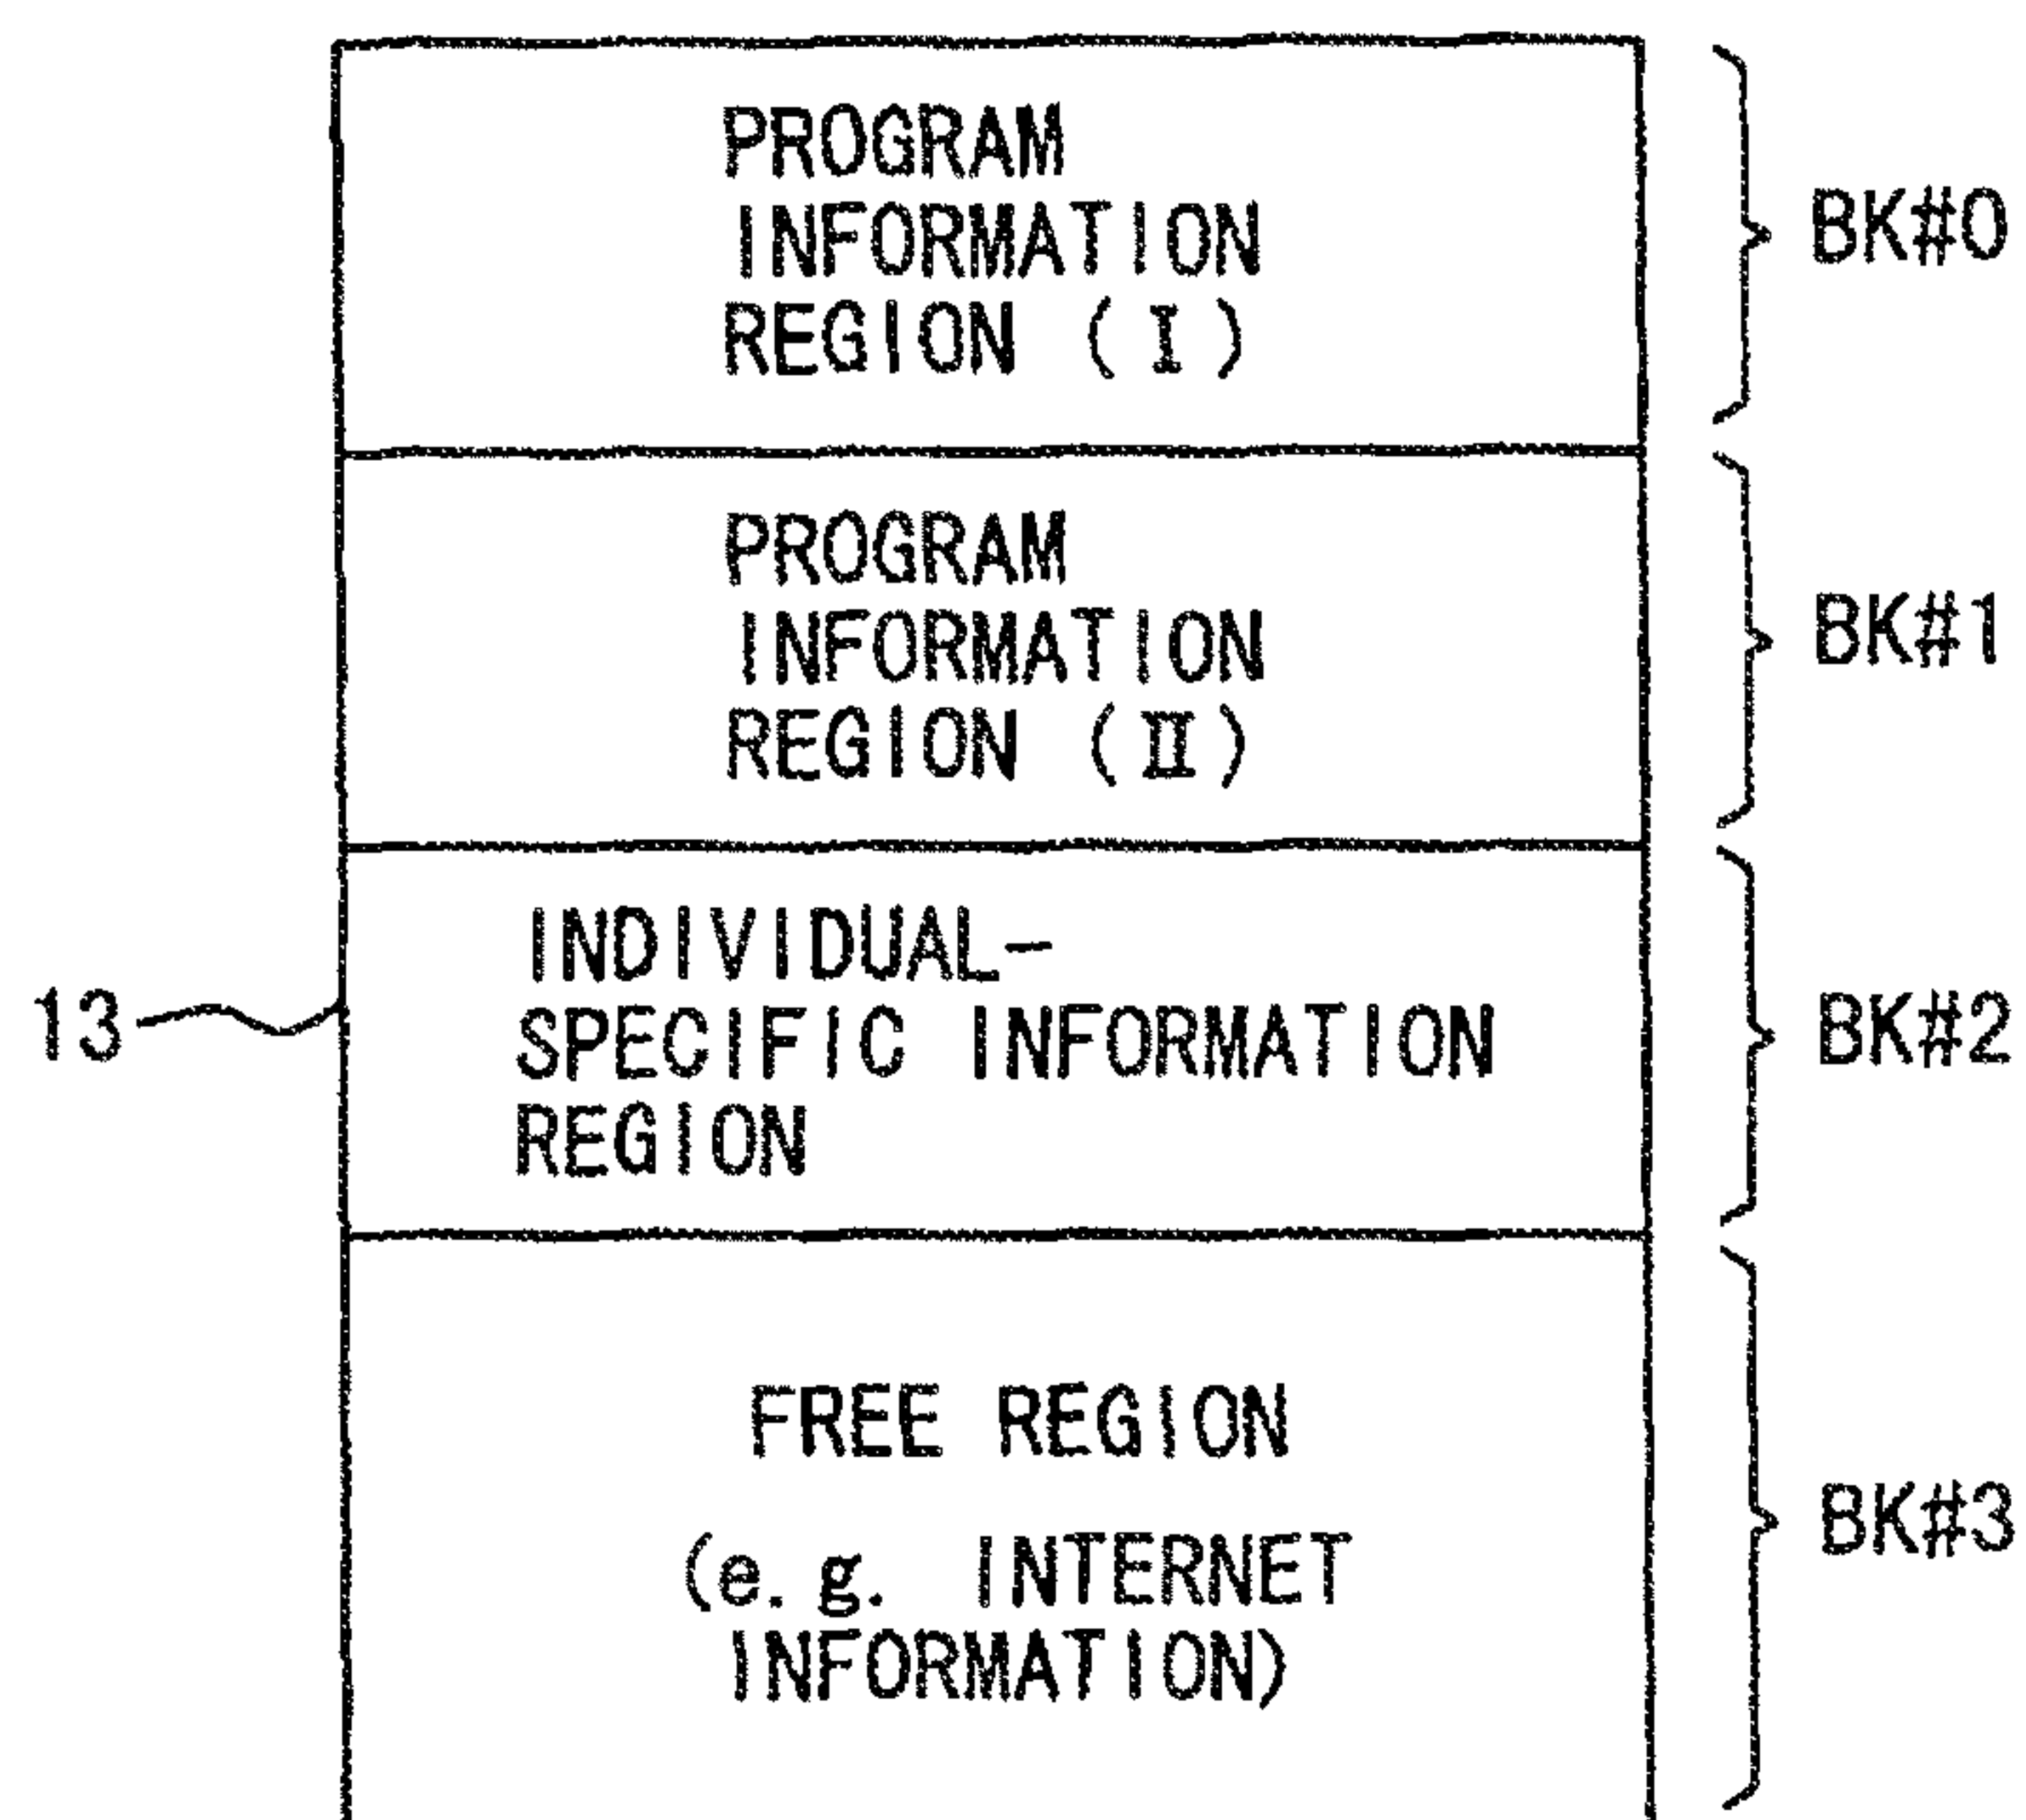 PROGRAM
INFORMATION
REGION (I)
BK#0
PROGRAM
INFORMATION
REGION (II)
BK#1
INDIVIDUAL-
SPECIFIC INFORMATION
REGION
13
BK#2
FREE REGION
(e.g. INTERNET
INFORMATION)
BK#3